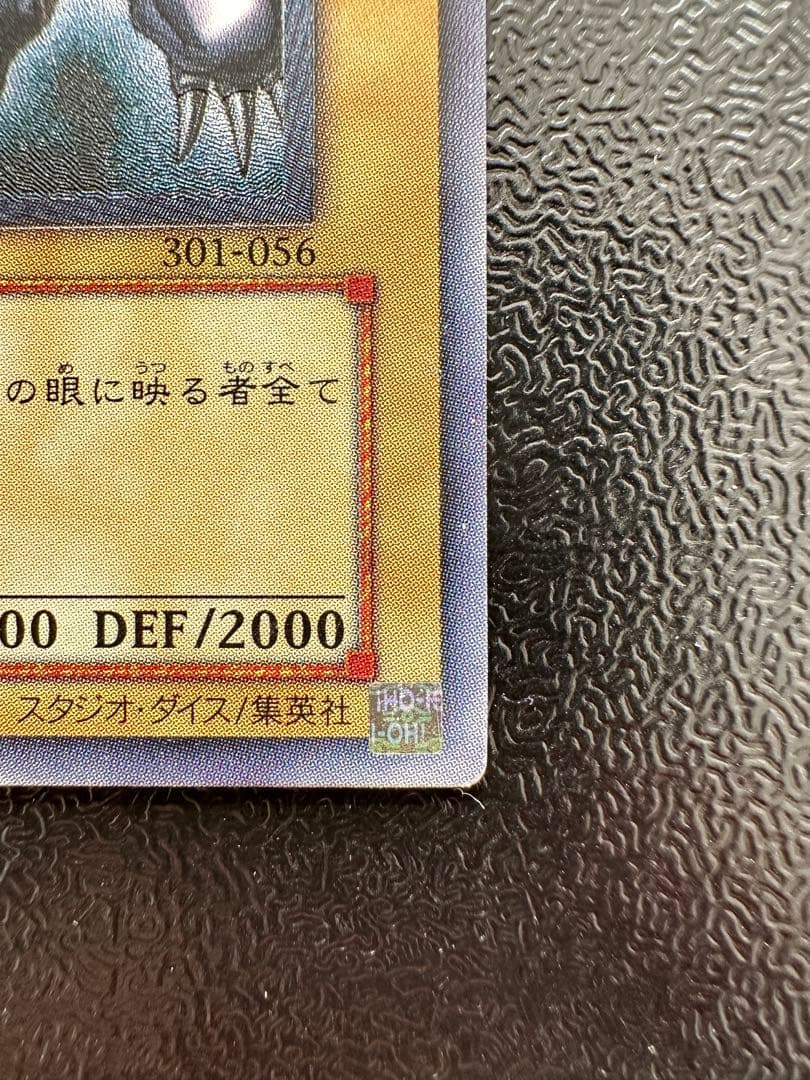 301-056
の眼に映る者全て
00 DEF/2000
スタジオ・ダイス/集英社